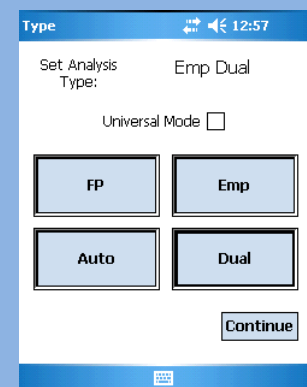 Type 12:57
Set Analysis Type: Emp Dual
Universal Mode
FP Emp
Auto Dual
Continue